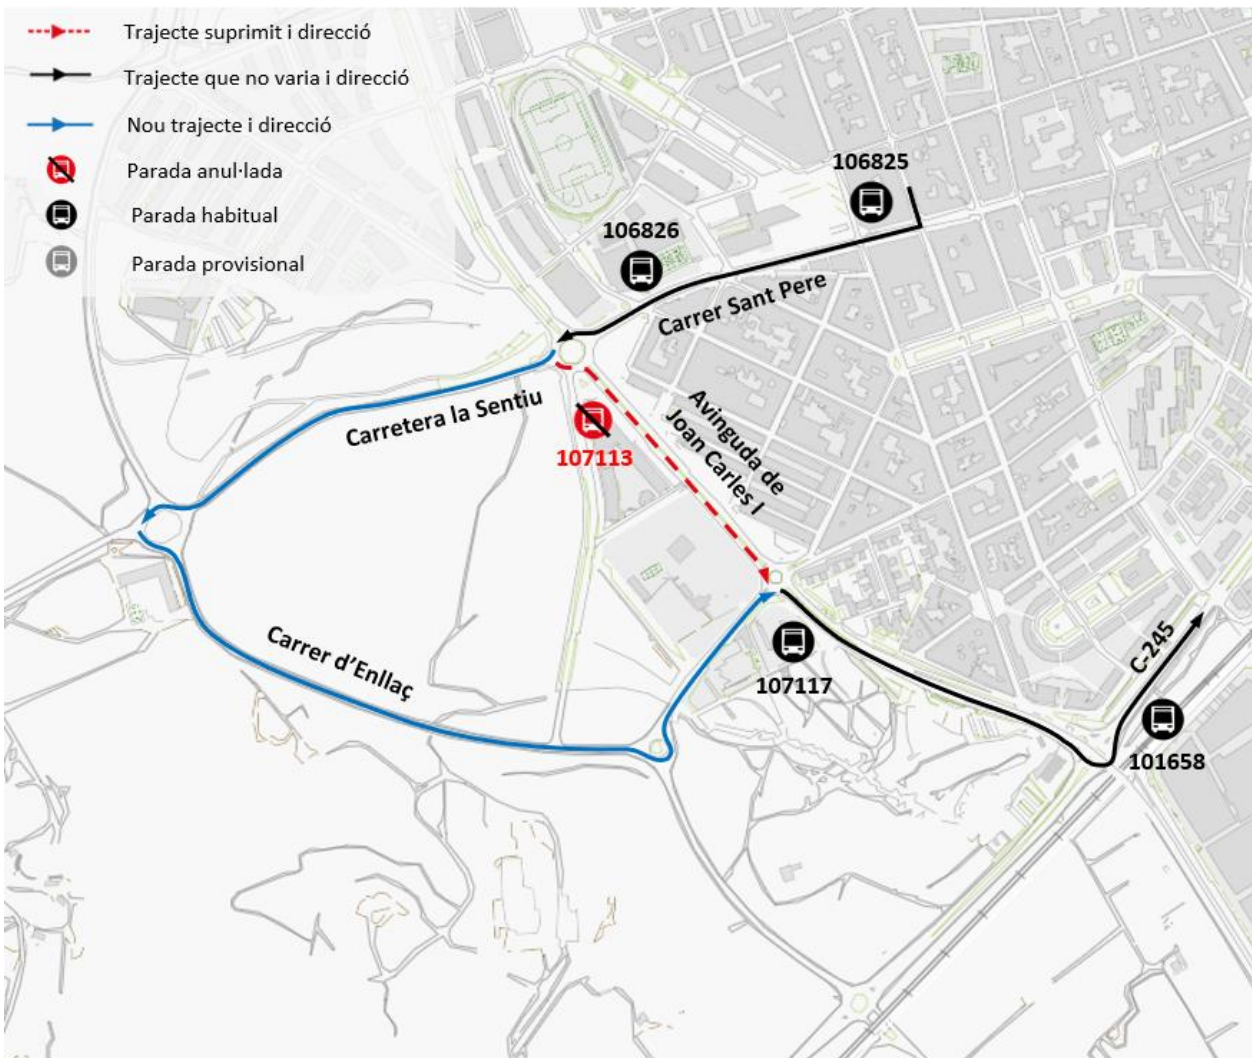 Trajecte suprimit i direcció
Trajecte que no varia i direcció
Nou trajecte i direcció
Parada anul·lada
Parada habitual
Parada provisional
106825
106826
Carrer Sant Pere
Carretera la Sentiu
107113
Avinguda de
Joan Carles I
Carrer d'Enllaç
107117
C-245
101658